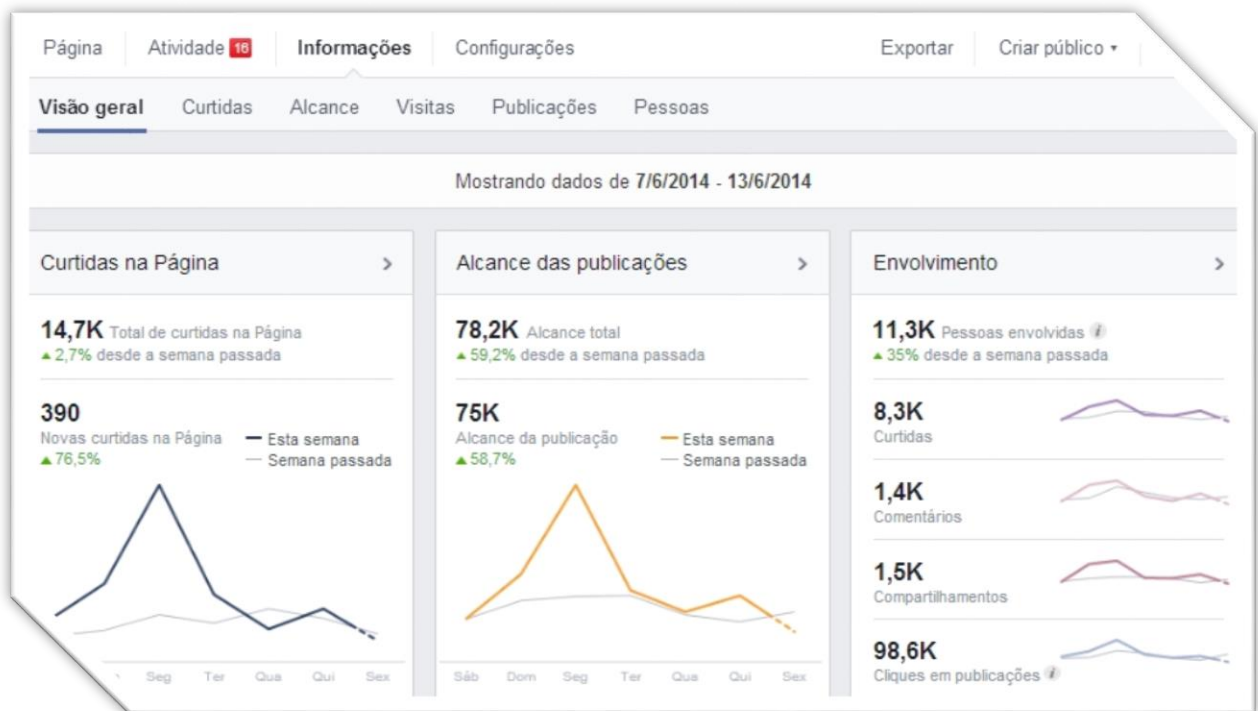 Página Atividade 16 Informações Configurações Exportar Criar público
Visão geral Curtidas Alcance Visitas Publicações Pessoas
Mostrando dados de 7/6/2014 - 13/6/2014
Curtidas na Página
14,7K Total de curtidas na Página
2,7% desde a semana passada
390
Novas curtidas na Página
76,5%
Esta semana
Semana passada
Seg Ter Qua Qui Sex
Alcance das publicações
78,2K Alcance total
59,2% desde a semana passada
75K
Alcance da publicação
58,7%
Esta semana
Semana passada
Sáb Dom Seg Ter Qua Qui Sex
Envolvimento
11,3K Pessoas envolvidas i
35% desde a semana passada
8,3K
Curtidas
1,4K
Comentários
1,5K
Compartilhamentos
98,6K
Cliques em publicações i